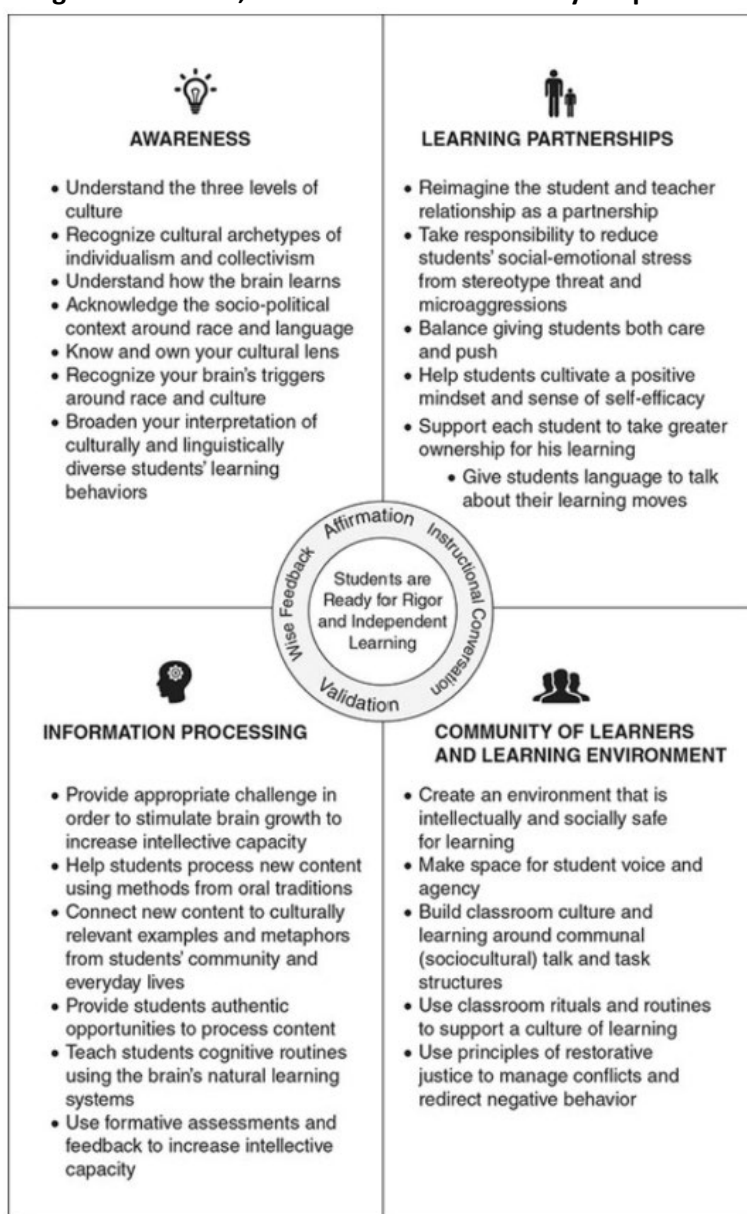 AWARENESS
• Understand the three levels of
culture
• Recognize cultural archetypes of
individualism and collectivism
• Understand how the brain learns
• Acknowledge the socio-political
context around race and language
• Know and own your cultural lens
• Recognize your brain's triggers
around race and culture
• Broaden your interpretation of
culturally and linguistically
diverse students' learning
behaviors
LEARNING PARTNERSHIPS
• Reimagine the student and teacher
relationship as a partnership
• Take responsibility to reduce
students' social-emotional stress
from stereotype threat and
microaggressions
• Balance giving students both care
and push
• Help students cultivate a positive
mindset and sense of self-efficacy
• Support each student to take greater
ownership for his learning
• Give students language to talk
about their learning moves
Wise Feedback
Affirmation
Instructional Conversation
Validation
Students are
Ready for Rigor
and Independent
Learning
INFORMATION PROCESSING
• Provide appropriate challenge in
order to stimulate brain growth to
increase intellective capacity
• Help students process new content
using methods from oral traditions
• Connect new content to culturally
relevant examples and metaphors
from students' community and
everyday lives
• Provide students authentic
opportunities to process content
• Teach students cognitive routines
using the brain's natural learning
systems
• Use formative assessments and
feedback to increase intellective
capacity
COMMUNITY OF LEARNERS
AND LEARNING ENVIRONMENT
• Create an environment that is
intellectually and socially safe
for learning
• Make space for student voice and
agency
• Build classroom culture and
learning around communal
(sociocultural) talk and task
structures
• Use classroom rituals and routines
to support a culture of learning
• Use principles of restorative
justice to manage conflicts and
redirect negative behavior